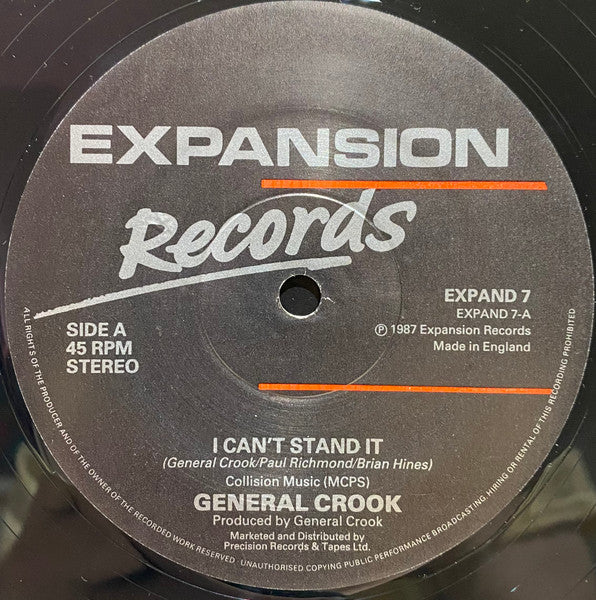 EXPANSION
Records
SIDE A
45 RPM
STEREO
EXPAND 7
EXPAND 7-A
Ⓟ 1987 Expansion Records
Made in England
I CAN'T STAND IT
(General Crook/Paul Richmond/Brian Hines)
Collision Music (MCPS)
GENERAL CROOK
Produced by General Crook
Marketed and Distributed by
Precision Records & Tapes Ltd.
ALL RIGHTS OF THE PRODUCER AND OF THE OWNER OF THE RECORDED WORK RESERVED. UNAUTHORISED COPYING PUBLIC PERFORMANCE BROADCASTING, HIRING OR RENTAL OF THIS RECORDING PROHIBITED